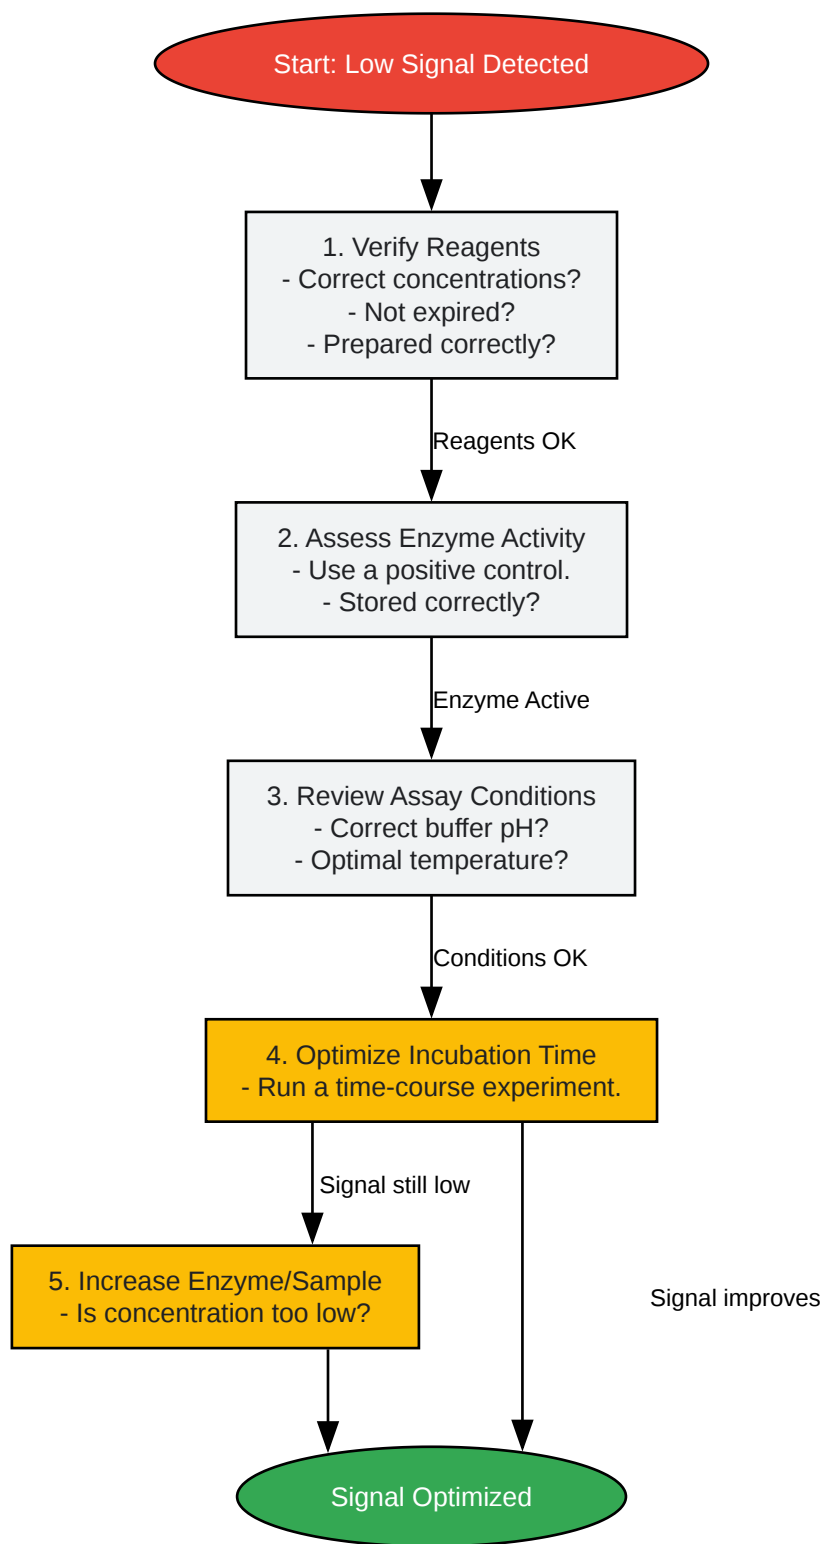 Start: Low Signal Detected
1. Verify Reagents
- Correct concentrations?
- Not expired?
- Prepared correctly?
Reagents OK
2. Assess Enzyme Activity
- Use a positive control.
- Stored correctly?
Enzyme Active
3. Review Assay Conditions
- Correct buffer pH?
- Optimal temperature?
Conditions OK
4. Optimize Incubation Time
- Run a time-course experiment.
Signal still low
5. Increase Enzyme/Sample
- Is concentration too low?
Signal improves
Signal Optimized